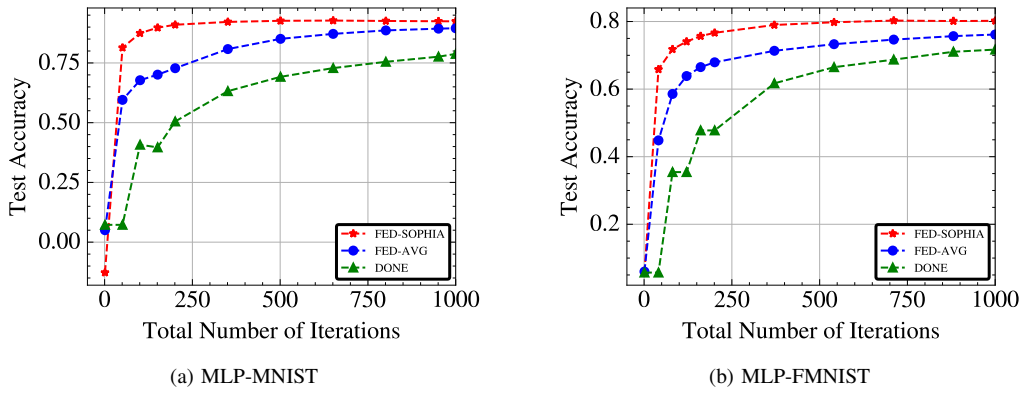 Test Accuracy
0.75
0.50
0.25
0.00
FED-SOPHIA
FED-AVG
DONE
0
250
500
750
1000
Total Number of Iterations
(a) MLP-MNIST
Test Accuracy
0.8
0.6
0.4
0.2
FED-SOPHIA
FED-AVG
DONE
0
250
500
750
1000
Total Number of Iterations
(b) MLP-FMNIST